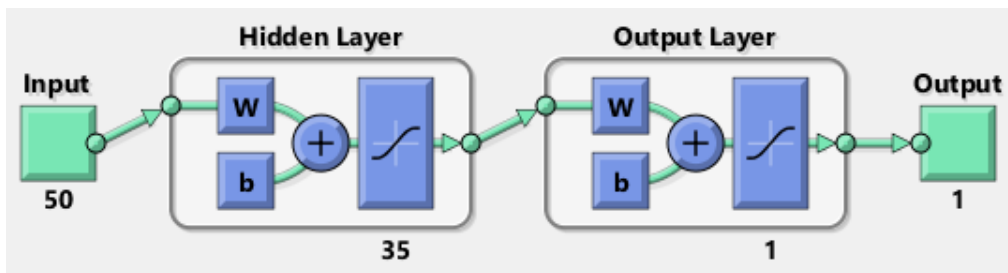 Hidden Layer
Output Layer
Input
Output
W
W
+
+
b
b
50
35
1
1